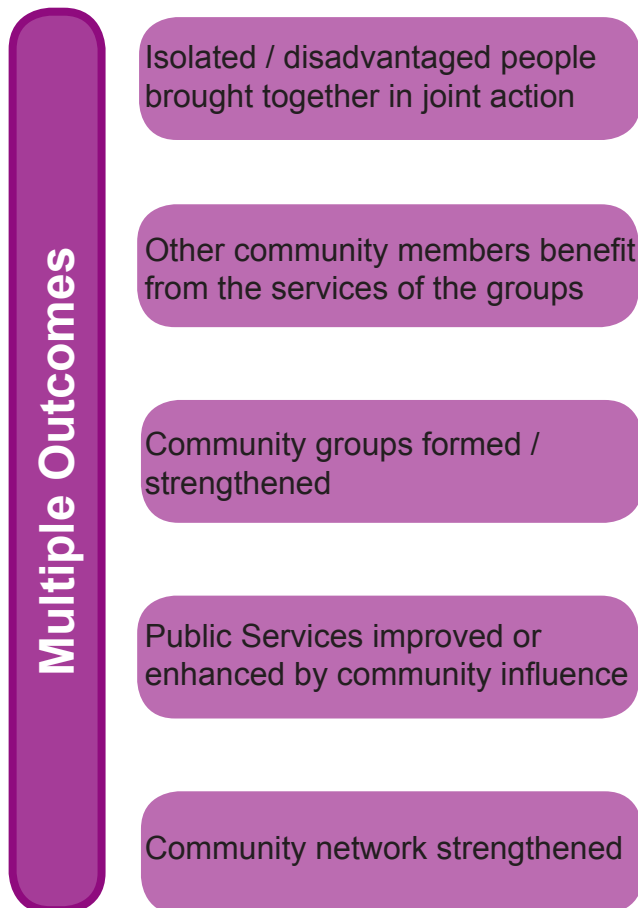 Multiple Outcomes
Isolated / disadvantaged people
brought together in joint action
Other community members benefit
from the services of the groups
Community groups formed /
strengthened
Public Services improved or
enhanced by community influence
Community network strengthened